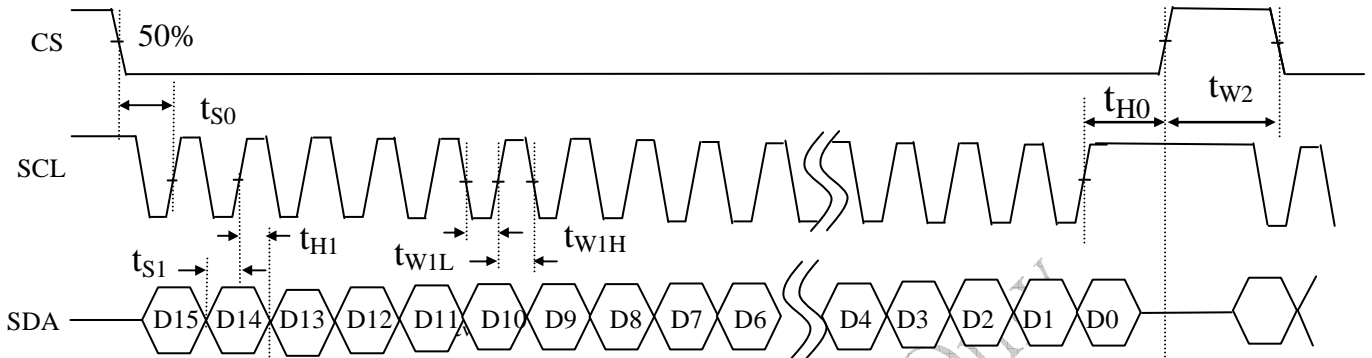 CS
50%
tS0
tH0
tW2
SCL
tH1
tS1
tW1L
tW1H
SDA
D15
D14
D13
D12
D11
D10
D9
D8
D7
D6
D4
D3
D2
D1
D0